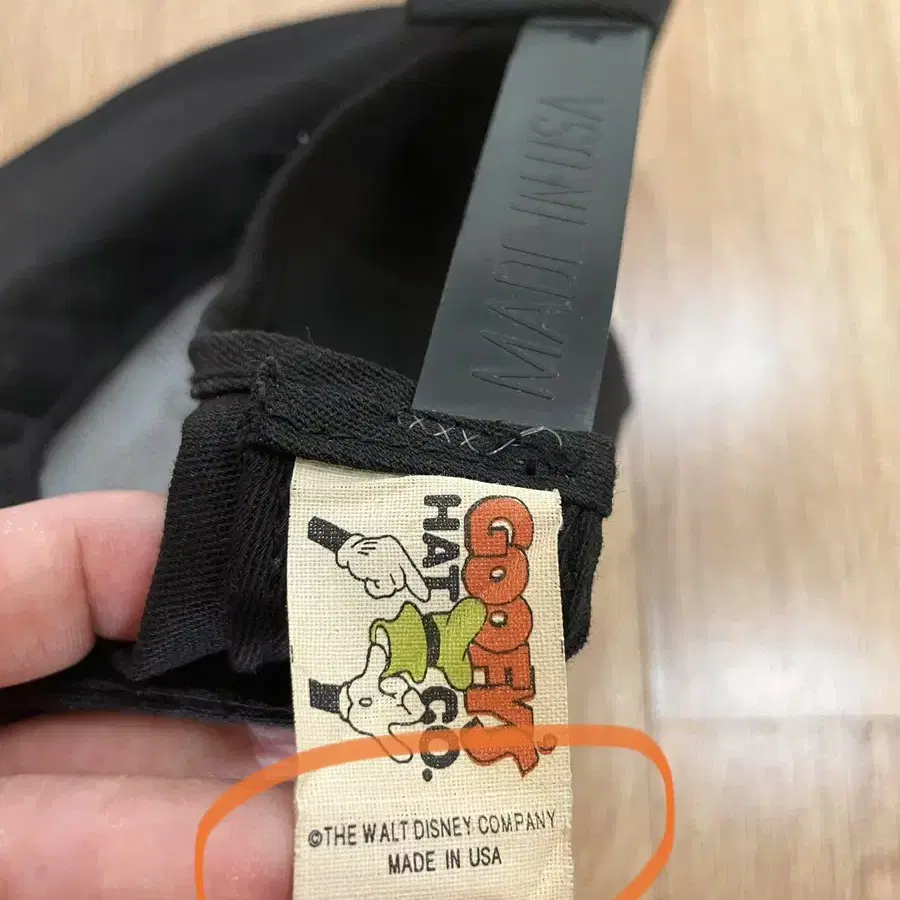 MADE IN USA
GOOFY'S
HAT
CO.
©THE WALT DISNEY COMPANY
MADE IN USA